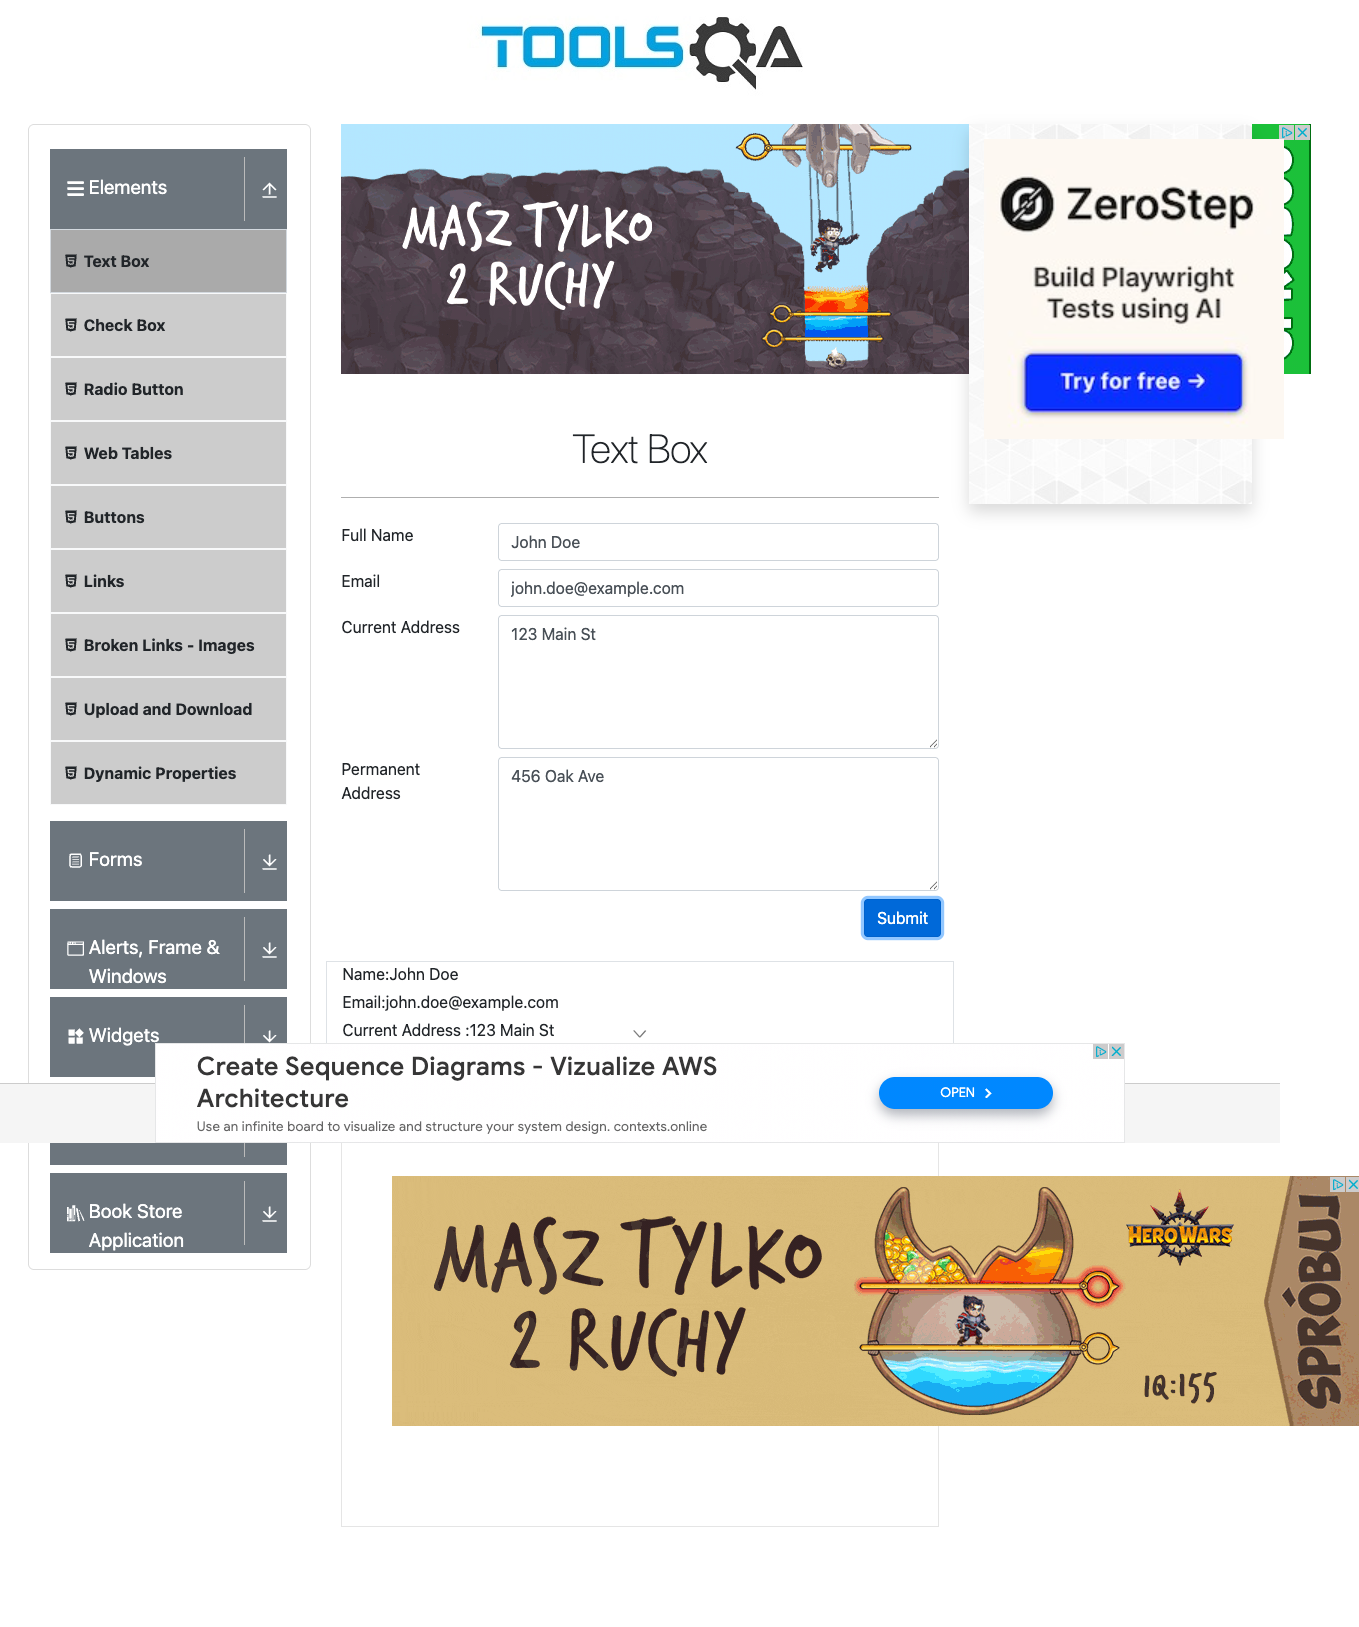 TOOLSQA
Elements
Text Box
Check Box
Radio Button
Web Tables
Buttons
Links
Broken Links - Images
Upload and Download
Dynamic Properties
Forms
Alerts, Frame &
Windows
Widgets
Book Store
Application
MASZ TYLKO
2 RUCHY
ZeroStep
Build Playwright
Tests using AI
Try for free →
Text Box
Full Name
John Doe
Email
john.doe@example.com
Current Address
123 Main St
Permanent
Address
456 Oak Ave
Submit
Name:John Doe
Email:john.doe@example.com
Current Address :123 Main St
Create Sequence Diagrams - Vizualize AWS
Architecture
Use an infinite board to visualize and structure your system design. contexts.online
OPEN
MASZ TYLKO
2 RUCHY
HERO WARS
IQ:155
SPRÓBUJ